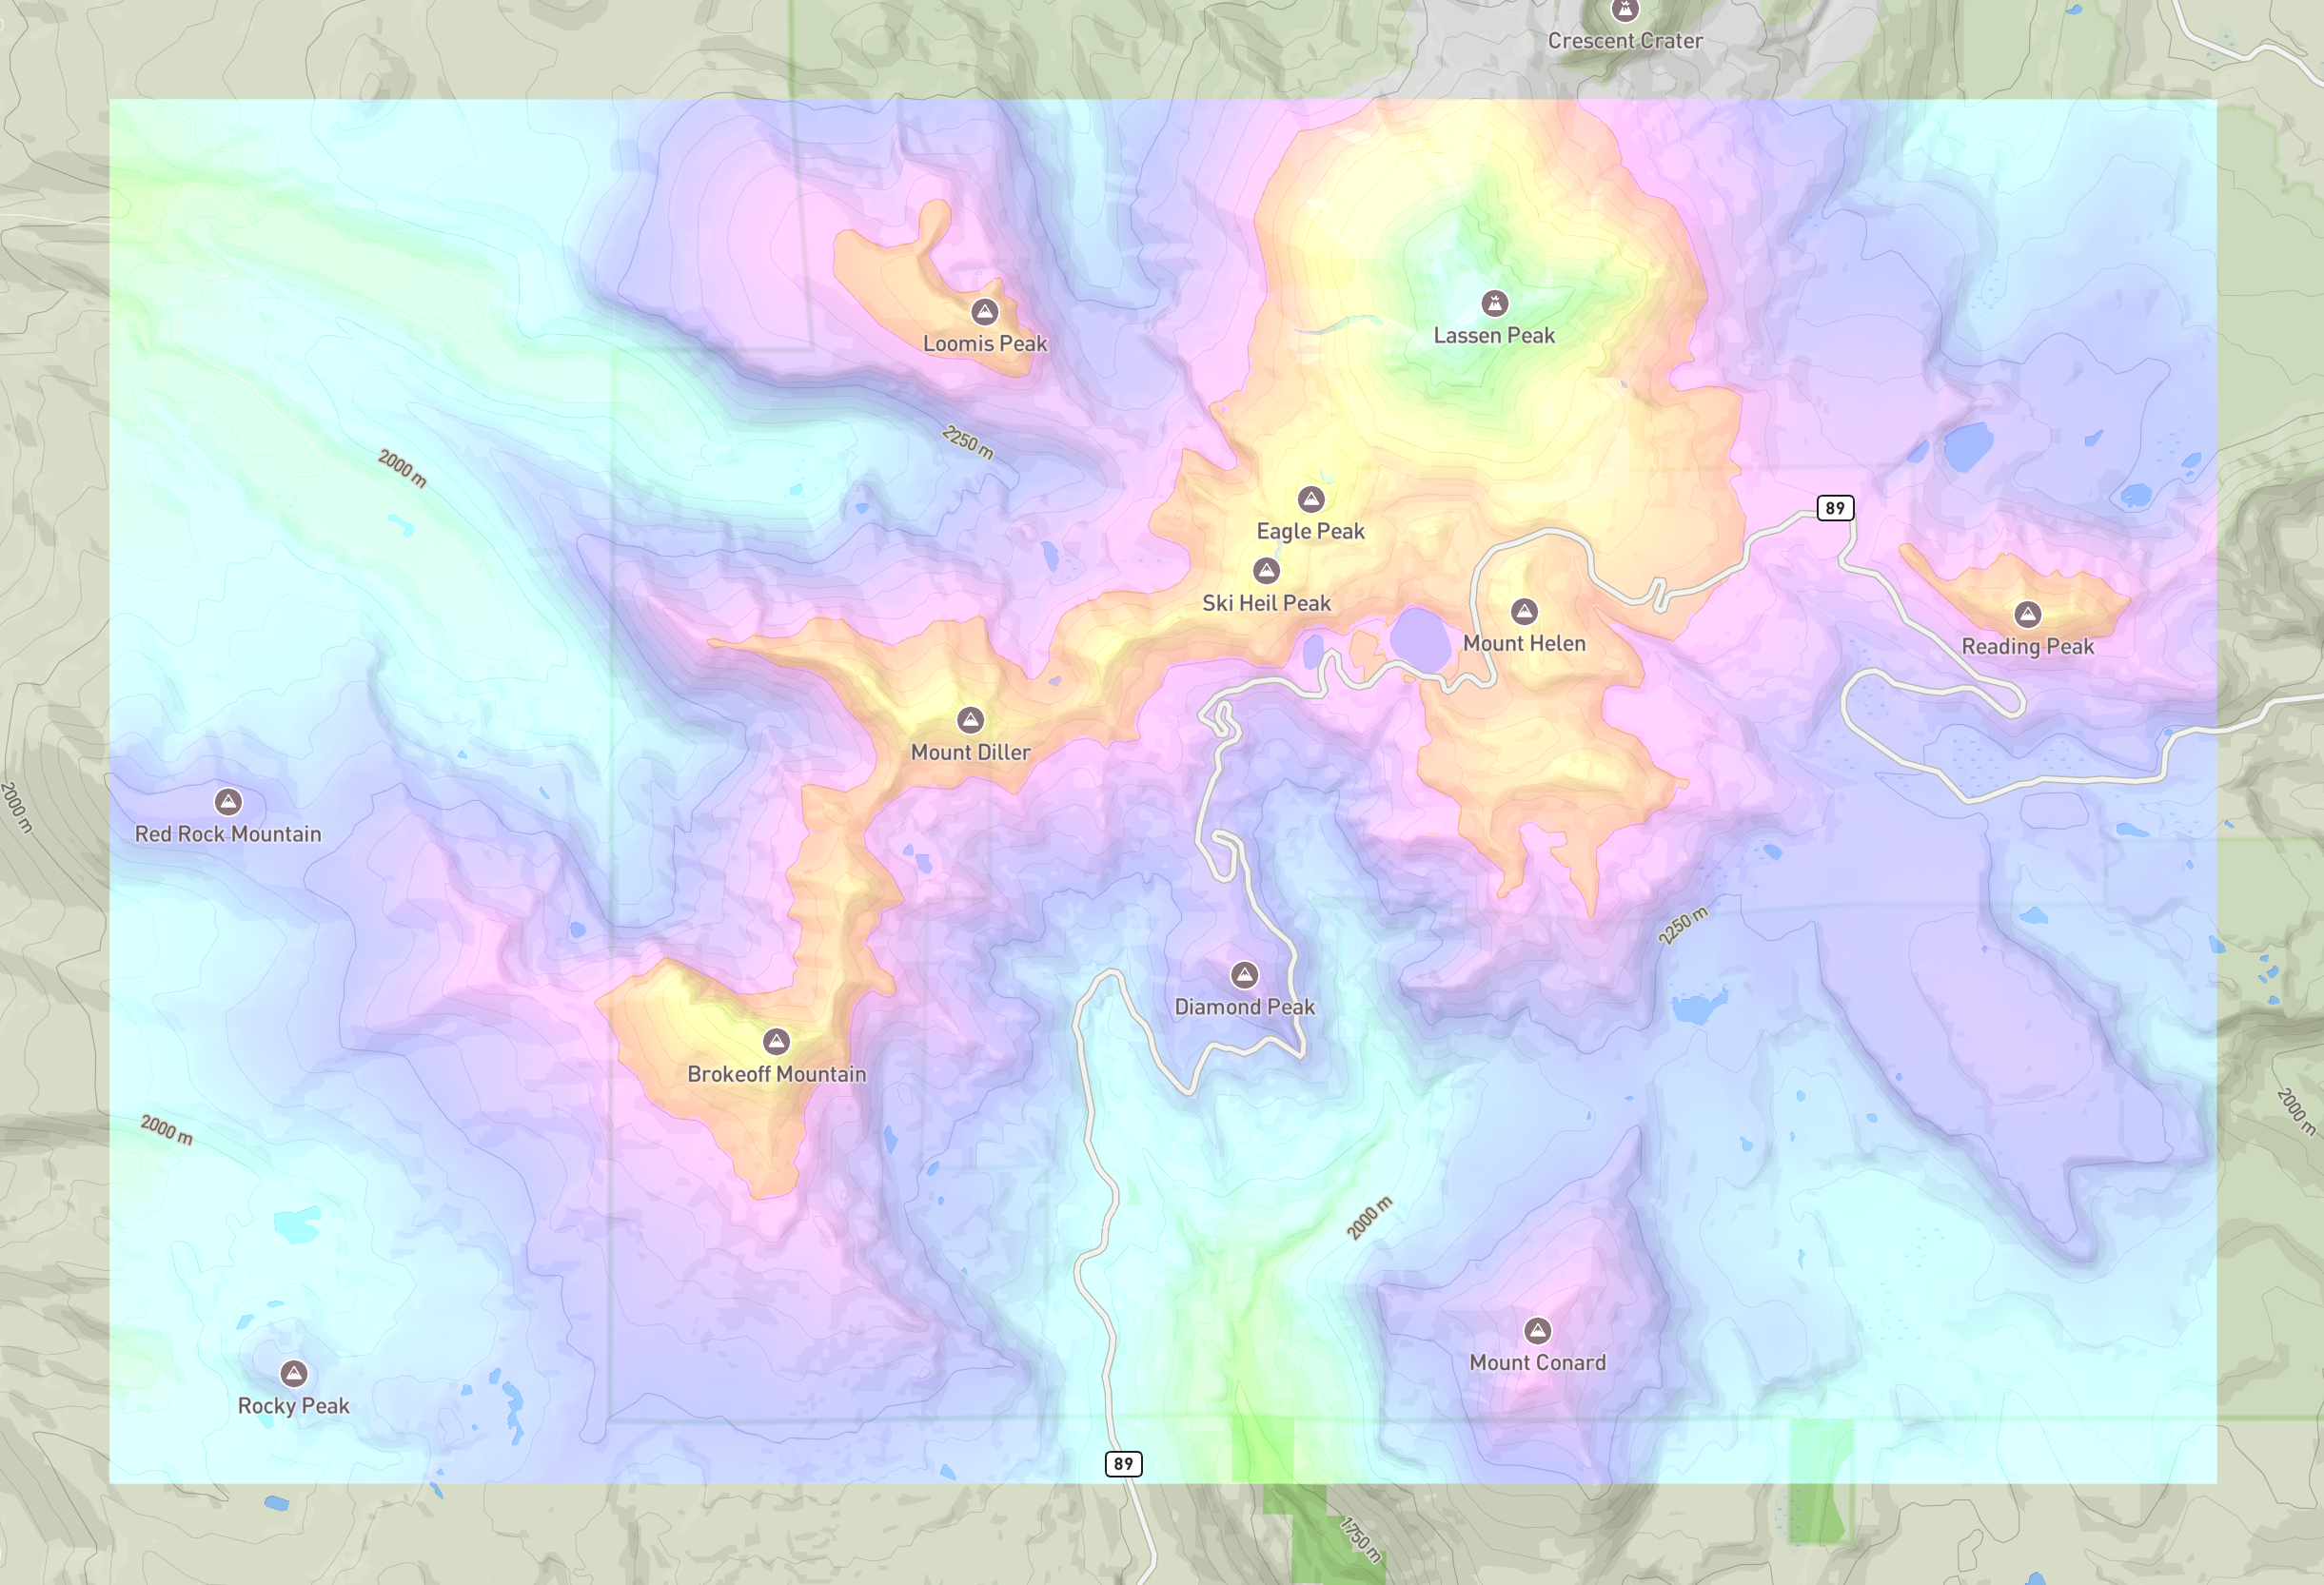 Crescent Crater
Loomis Peak
Lassen Peak
2250 m
2000 m
89
Eagle Peak
Ski Heil Peak
Mount Helen
Reading Peak
Mount Diller
2000 m
Red Rock Mountain
2250 m
Diamond Peak
Brokeoff Mountain
2000 m
2000 m
2000 m
Mount Conard
Rocky Peak
89
1750 m